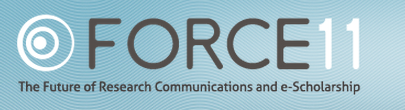 FORCE11
The Future of Research Communications and e-Scholarship